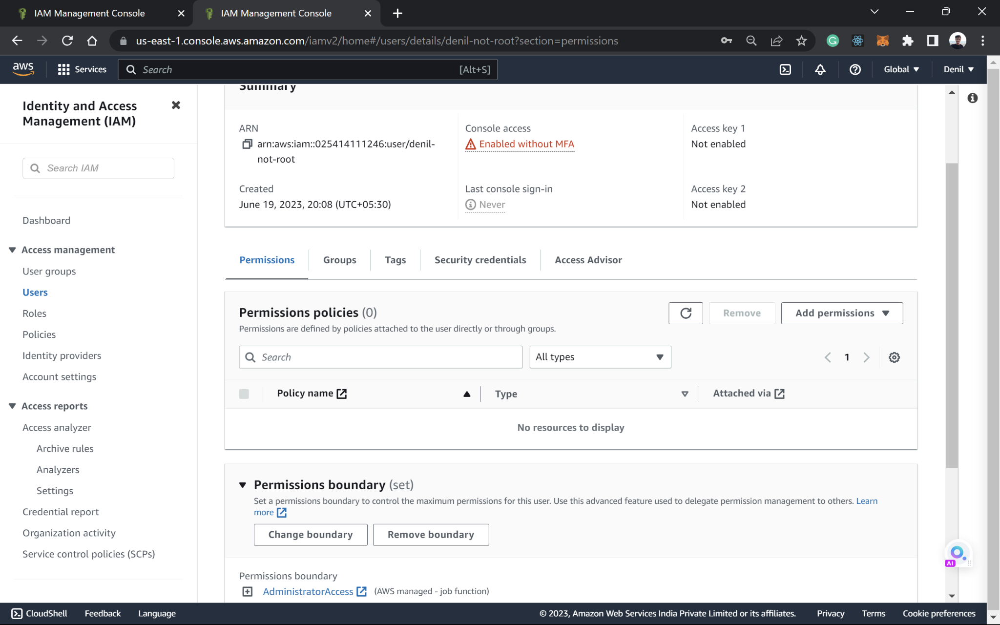 IAM Management Console
IAM Management Console
us-east-1.console.aws.amazon.com/iamv2/home#/users/details/denil-not-root?section=permissions
aws
Services
Search
[Alt+S]
Global
Denil
Identity and Access
Management (IAM)
Search IAM
Dashboard
Access management
User groups
Users
Roles
Policies
Identity providers
Account settings
Access reports
Access analyzer
Archive rules
Analyzers
Settings
Credential report
Organization activity
Service control policies (SCPs)
Summary
ARN
arn:aws:iam::025414111246:user/denil-
not-root
Console access
Enabled without MFA
Access key 1
Not enabled
Created
June 19, 2023, 20:08 (UTC+05:30)
Last console sign-in
Never
Access key 2
Not enabled
Permissions
Groups
Tags
Security credentials
Access Advisor
Permissions policies (0)
Permissions are defined by policies attached to the user directly or through groups.
Remove
Add permissions
Search
All types
1
Policy name
Type
Attached via
No resources to display
Permissions boundary (set)
Set a permissions boundary to control the maximum permissions for this user. Use this advanced feature used to delegate permission management to others. Learn
more
Change boundary
Remove boundary
Permissions boundary
AdministratorAccess
(AWS managed - job function)
AI
CloudShell
Feedback
Language
© 2023, Amazon Web Services India Private Limited or its affiliates.
Privacy
Terms
Cookie preferences